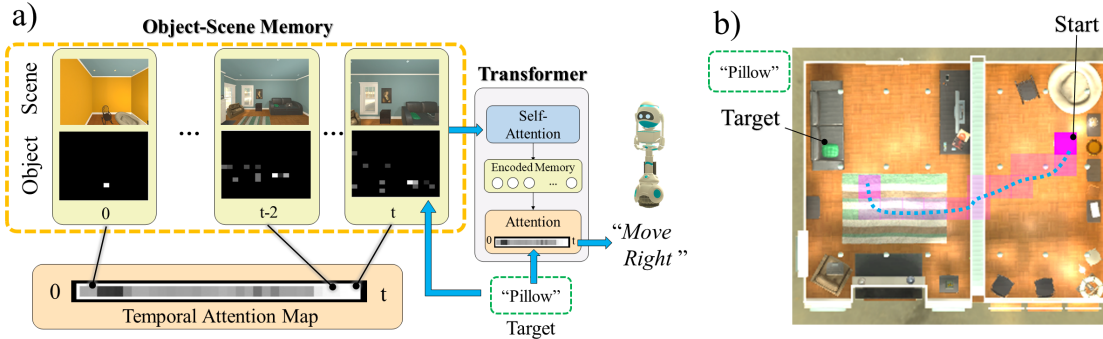 a)
Object-Scene Memory
Scene
Object
...
...
0
t-2
t
0
t
Temporal Attention Map
Transformer
Self-
Attention
Encoded Memory
...
Attention
0
t
“Pillow”
Target
“Move
Right ”
b)
“Pillow”
Target
Start